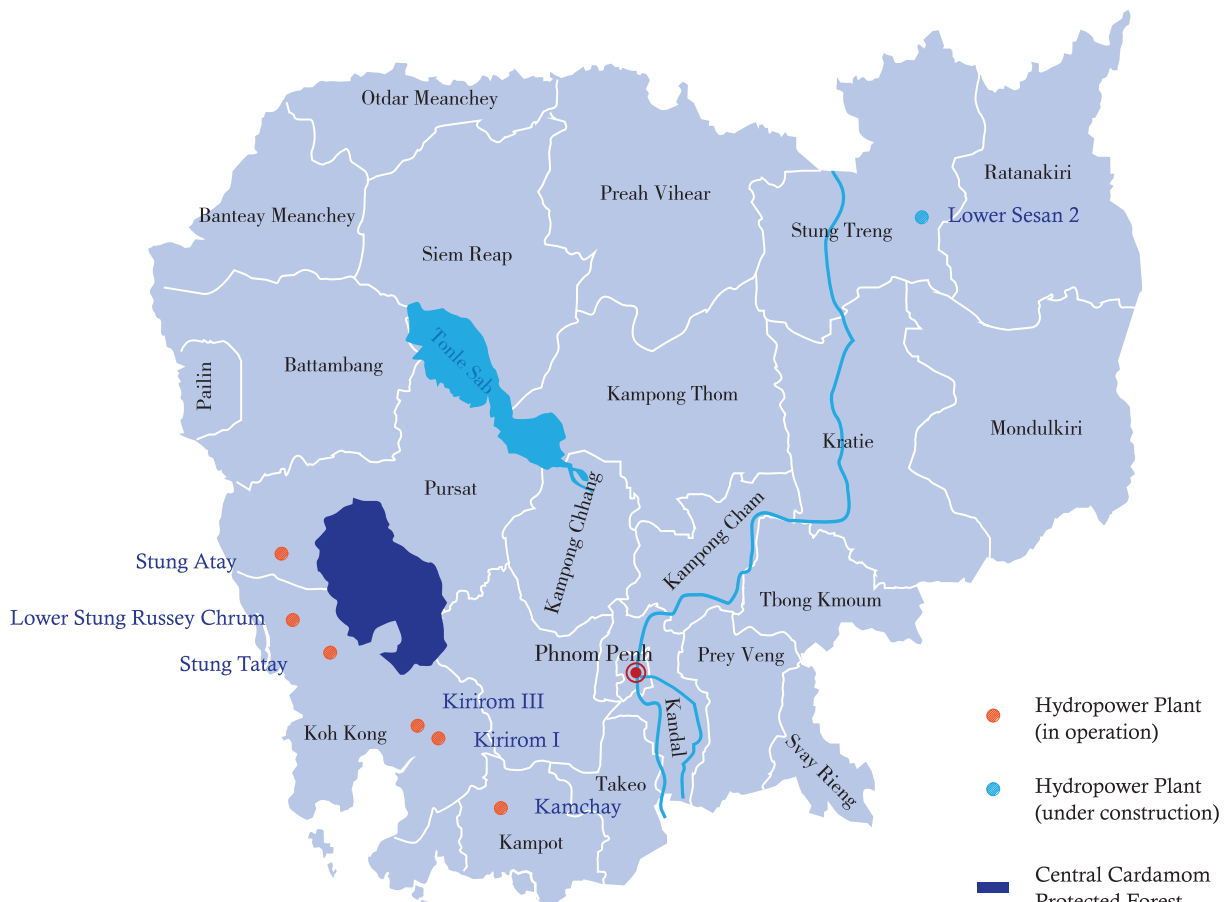 Otdar Meanchey
Preah Vihear
Ratanakiri
Banteay Meanchey
Lower Sesan 2
Stung Treng
Siem Reap
Tonle Sab
Battambang
Pailin
Kampong Thom
Mondulkiri
Kratie
Pursat
Kampong Chhang
Kampong Cham
Stung Atay
Tbong Kmoum
Lower Stung Russey Chrum
Phnom Penh
Prey Veng
Stung Tatay
Kirirom III
Kandal
Koh Kong
Kirirom I
Svay Rieng
Takeo
Kamchay
Kampot
Hydropower Plant
(in operation)
Hydropower Plant
(under construction)
Central Cardamom
Protected Forest